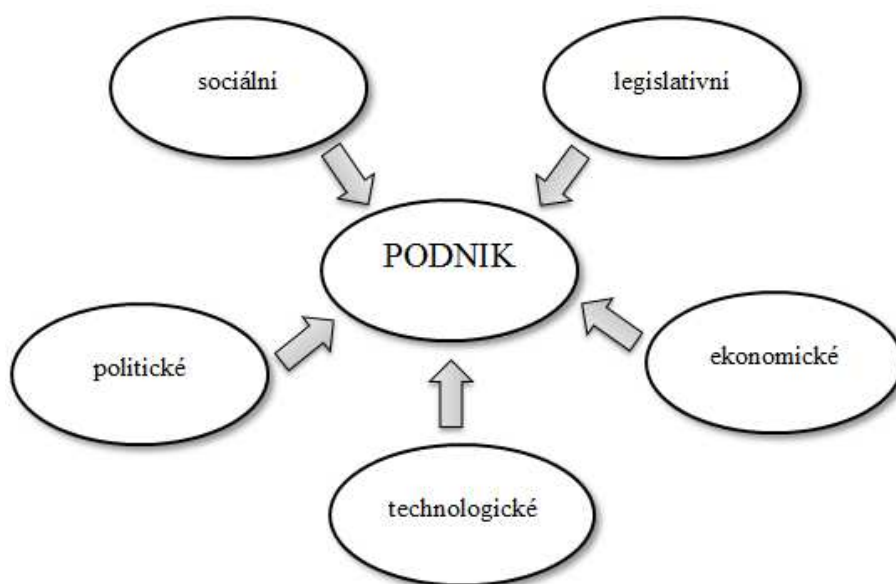 sociální
legislativní
PODNIK
politické
ekonomické
technologické